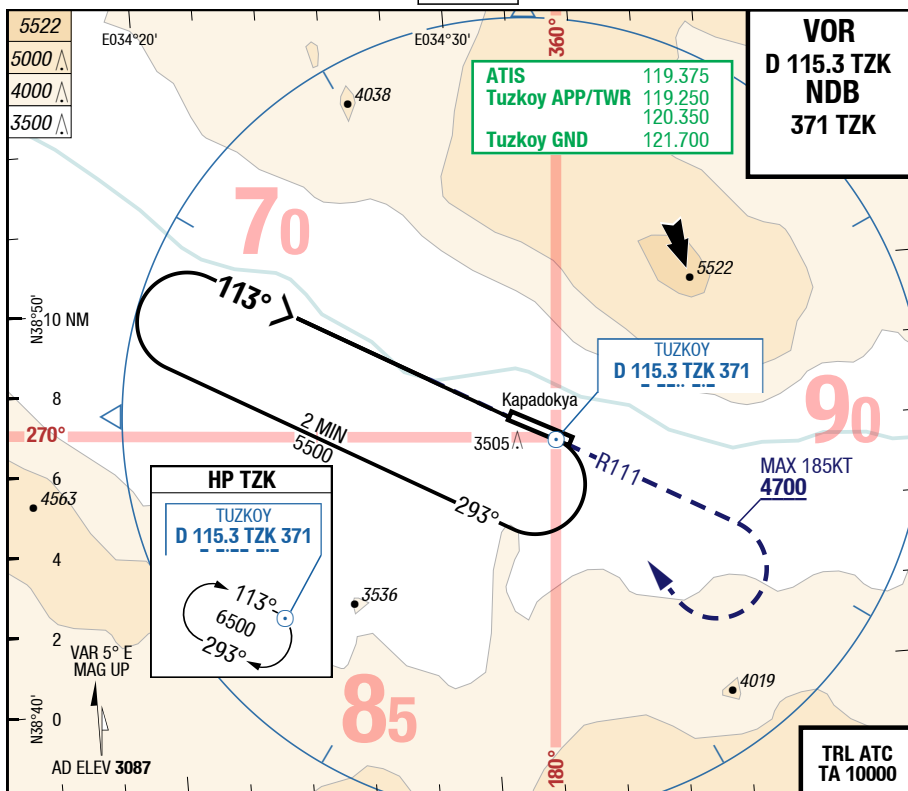 5522
5000
4000
3500
E034°20'
E034°30'
360°
VOR
D 115.3 TZK
NDB
371 TZK
ATIS 119.375
Tuzkoy APP/TWR 119.250
120.350
Tuzkoy GND 121.700
4038
70
5522
113°
N38°50'
10 NM
TUZKOY
D 115.3 TZK 371
8
Kapadokya
90
270°
2 MIN
5500
3505
R111
MAX 185KT
4700
6
HP TZK
4563
293°
TUZKOY
D 115.3 TZK 371
4
113°
6500
293°
3536
2
VAR 5° E
MAG UP
4019
85
N38°40'
0
180°
AD ELEV 3087
TRL ATC
TA 10000